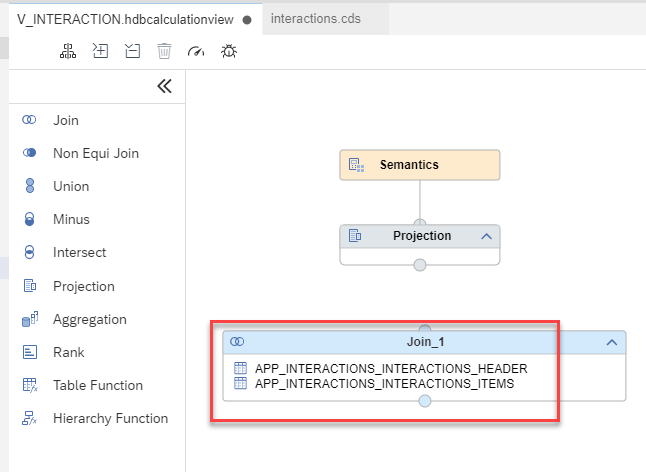 V_INTERACTION.hdbcalculationview
interactions.cds
Join
Non Equi Join
Union
Minus
Intersect
Projection
Aggregation
Rank
Table Function
Hierarchy Function
Semantics
Projection
Join_1
APP_INTERACTIONS_INTERACTIONS_HEADER
APP_INTERACTIONS_INTERACTIONS_ITEMS